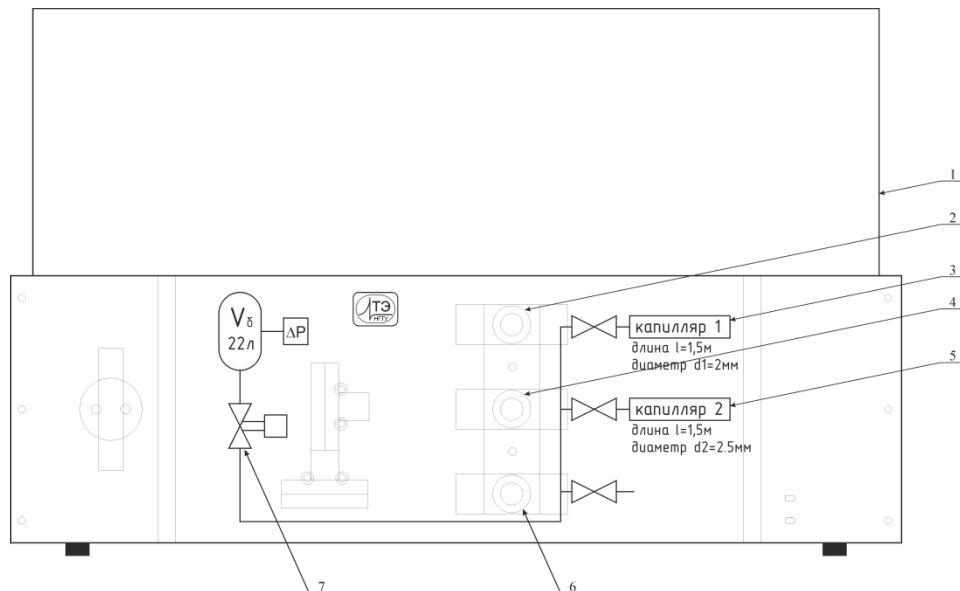 1
2
3
4
V б
22л
ΔP
ТЭ
НГТУ
капилляр 1
длина l=1,5м
диаметр d1=2мм
5
капилляр 2
длина l=1,5м
диаметр d2=2.5мм
7
6